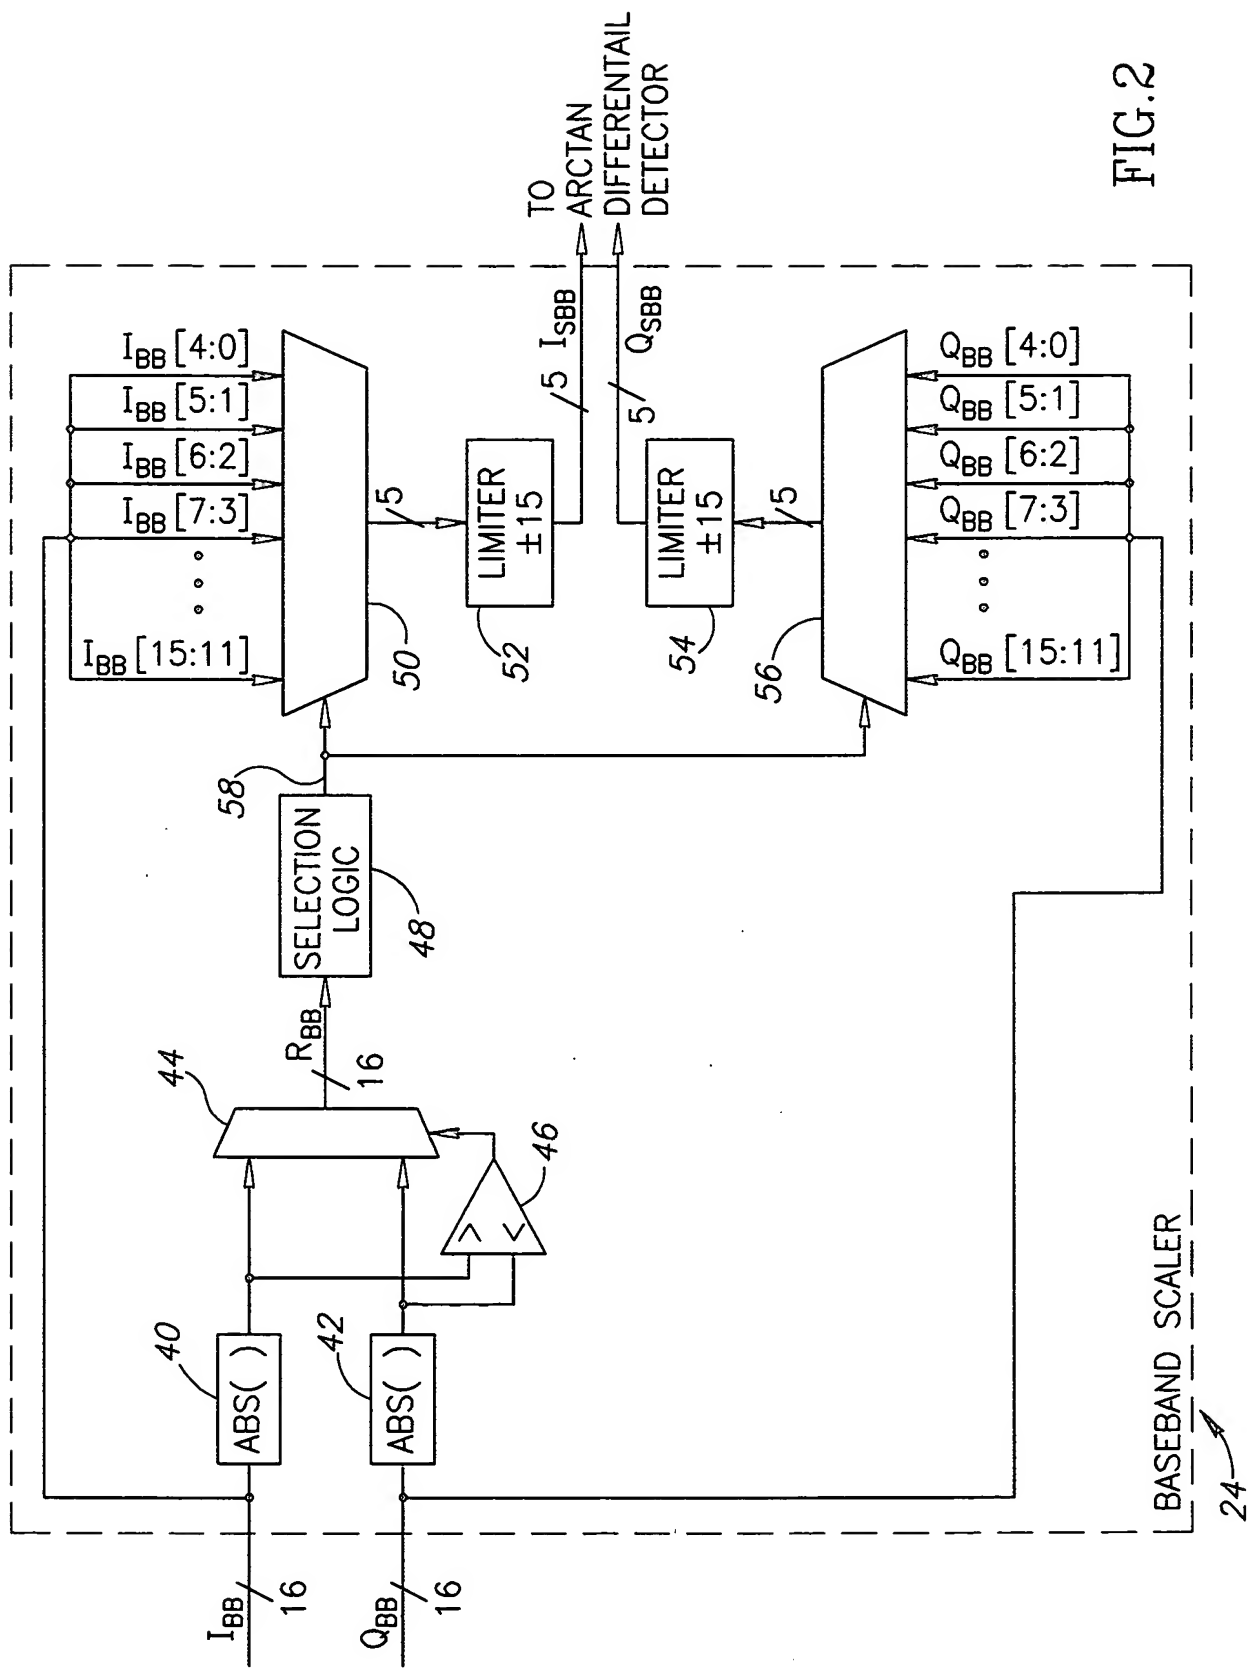 I_BB
16
Q_BB
16
40
ABS( )
42
ABS( )
44
46
R_BB
16
SELECTION
LOGIC
48
58
I_BB [15:11]
I_BB [7:3]
I_BB [6:2]
I_BB [5:1]
I_BB [4:0]
50
5
LIMITER
±15
52
5
I_SBB
Q_SBB
5
LIMITER
±15
54
5
56
Q_BB [15:11]
Q_BB [7:3]
Q_BB [6:2]
Q_BB [5:1]
Q_BB [4:0]
TO
ARCTAN
DIFFERENTAIL
DETECTOR
BASEBAND SCALER
24
FIG.2